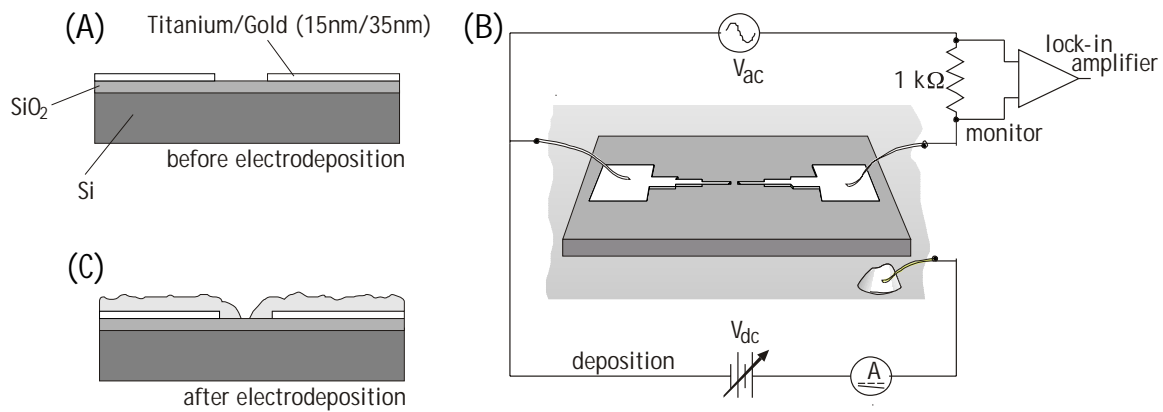 (A)
Titanium/Gold (15nm/35nm)
SiO2
Si
before electrodeposition
(B)
Vac
1 kΩ
lock-in
amplifier
monitor
Vdc
deposition
A
(C)
after electrodeposition